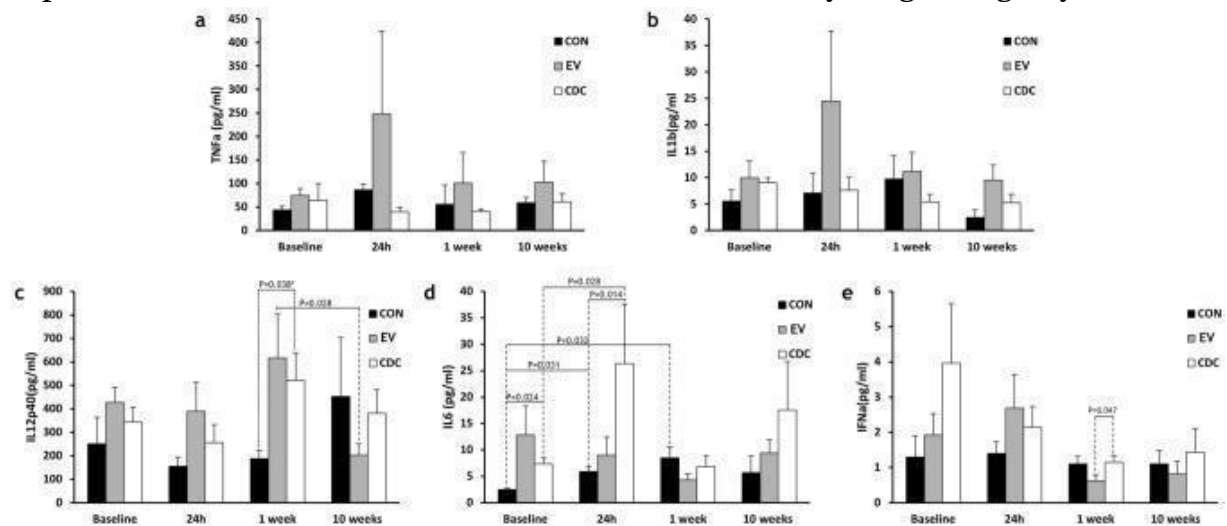 a
450
400
350
300
250
200
150
100
50
0
TNFa (pg/ml)
CON
EV
CDC
Baseline 24h 1 week 10 weeks
b
40
35
30
25
20
15
10
5
0
IL1b(pg/ml
CON
EV
CDC
Baseline 24h 1 week 10 weeks
c
900
800
700
600
500
400
300
200
100
0
IL12p40(pg/ml)
P=0.038*
P=0.028
CON
EV
CDC
Baseline 24h 1 week 10 weeks
d
40
35
30
25
20
15
10
5
0
IL6 (pg/ml)
P=0.028
P=0.014
P=0.031
P=0.024
CON
EV
CDC
Baseline 24h 1 week 10 weeks
e
6
5
4
3
2
1
0
IFNa(pg/ml)
P=0.047
CON
EV
CDC
Baseline 24h 1 week 10 weeks